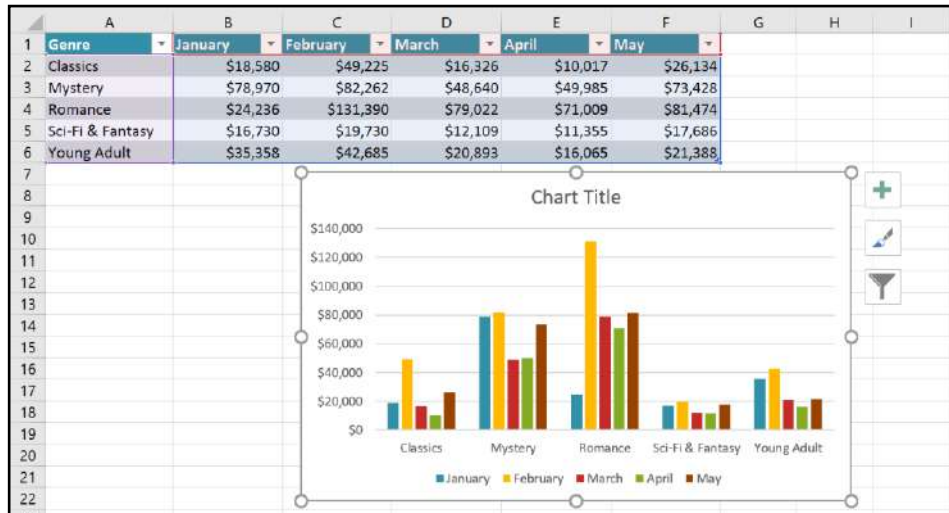 A B C D E F G H I
1 Genre January February March April May
2 Classics $18,580 $49,225 $16,326 $10,017 $26,134
3 Mystery $78,970 $82,262 $48,640 $49,985 $73,428
4 Romance $24,236 $131,390 $79,022 $71,009 $81,474
5 Sci-Fi & Fantasy $16,730 $19,730 $12,109 $11,355 $17,686
6 Young Adult $35,358 $42,685 $20,893 $16,065 $21,388
7
8
9
10
11
12
13
14
15
16
17
18
19
20
21
22
Chart Title
$140,000
$120,000
$100,000
$80,000
$60,000
$40,000
$20,000
$0
Classics Mystery Romance Sci-Fi & Fantasy Young Adult
January February March April May